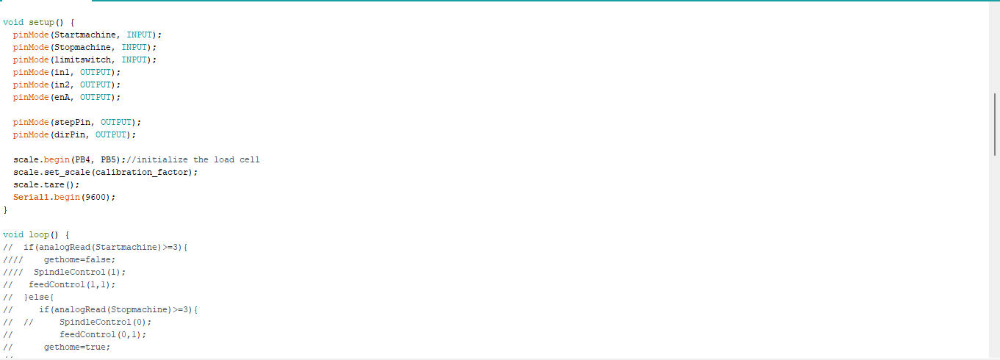 void setup() {
  pinMode(Startmachine, INPUT);
  pinMode(Stopmachine, INPUT);
  pinMode(limitswitch, INPUT);
  pinMode(in1, OUTPUT);
  pinMode(in2, OUTPUT);
  pinMode(enA, OUTPUT);

  pinMode(stepPin, OUTPUT);
  pinMode(dirPin, OUTPUT);

  scale.begin(PB4, PB5);//initialize the load cell
  scale.set_scale(calibration_factor);
  scale.tare();
  Serial1.begin(9600);
}

void loop() {
//  if(analogRead(Startmachine)>=3){
////    gethome=false;
////  SpindleControl(1);
//   feedControl(1,1);
//  }else{
//     if(analogRead(Stopmachine)>=3){
//  //     SpindleControl(0);
//         feedControl(0,1);
//      gethome=true;
//